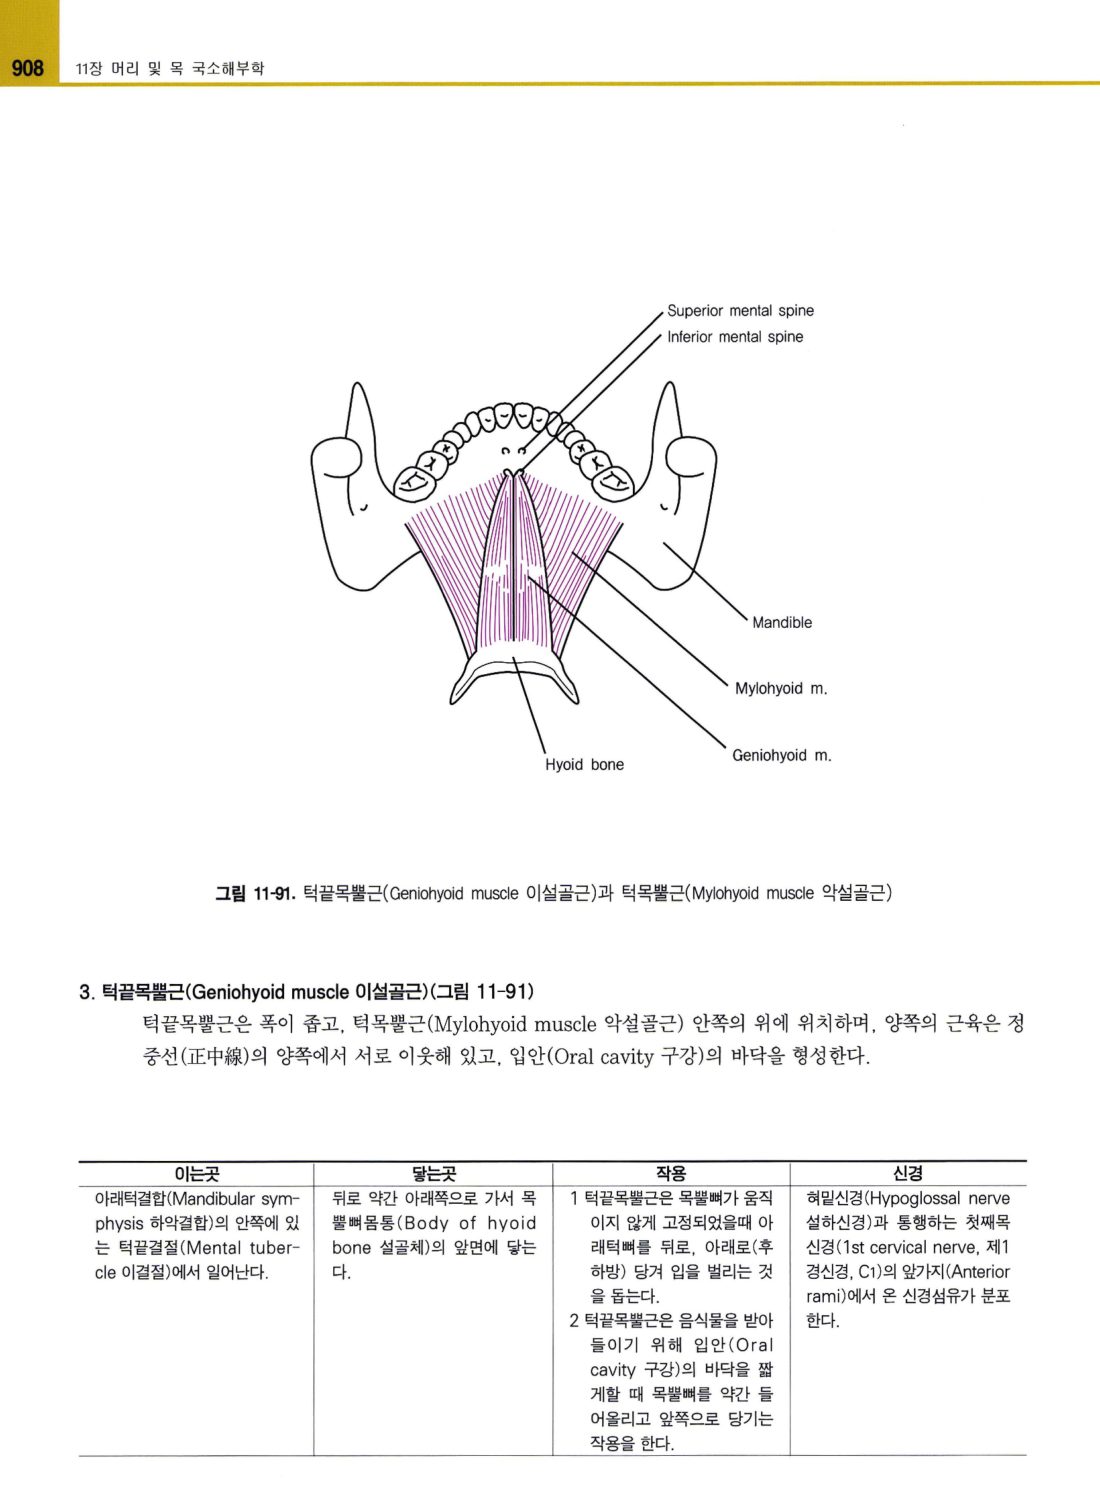 908
11장 머리 및 목 국소해부학
Superior mental spine
Inferior mental spine
Mandible
Mylohyoid m.
Geniohyoid m.
Hyoid bone
그림 11-91. 턱끝목뿔근(Geniohyoid muscle 이설골근)과 턱목뿔근(Mylohyoid muscle 악설골근)
3. 턱끝목뿔근(Geniohyoid muscle 이설골근)(그림 11-91)
턱끝목뿔근은 폭이 좁고, 턱목뿔근(Mylohyoid muscle 악설골근) 안쪽의 위에 위치하며, 양쪽의 근육은 정
중선(正中線)의 양쪽에서 서로 이웃해 있고, 입안(Oral cavity 구강)의 바닥을 형성한다.
이는곳
아래턱결합(Mandibular sym-
physis 하악결합)의 안쪽에 있
는 턱끝결절(Mental tuber-
cle 이결절)에서 일어난다.
닿는곳
뒤로 약간 아래쪽으로 가서 목
뿔뼈몸통(Body of hyoid
bone 설골체)의 앞면에 닿는
다.
작용
1 턱끝목뿔근은 목뿔뼈가 움직
이지 않게 고정되었을때 아
래턱뼈를 뒤로, 아래로(후
하방) 당겨 입을 벌리는 것
을 돕는다.
2 턱끝목뿔근은 음식물을 받아
들이기 위해 입안(Oral
cavity 구강)의 바닥을 짧
게할 때 목뿔뼈를 약간 들
어올리고 앞쪽으로 당기는
작용을 한다.
신경
혀밑신경(Hypoglossal nerve
설하신경)과 통행하는 첫째목
신경(1st cervical nerve, 제1
경신경, C1)의 앞가지(Anterior
rami)에서 온 신경섬유가 분포
한다.